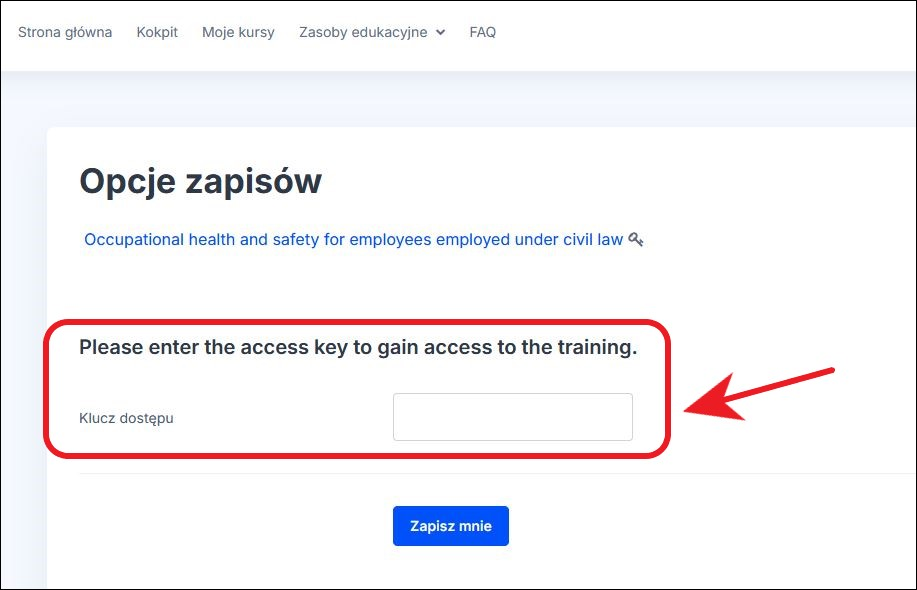 Strona główna Kokpit Moje kursy Zasoby edukacyjne FAQ
Opcje zapisów
Occupational health and safety for employees employed under civil law
Please enter the access key to gain access to the training.
Klucz dostępu
Zapisz mnie